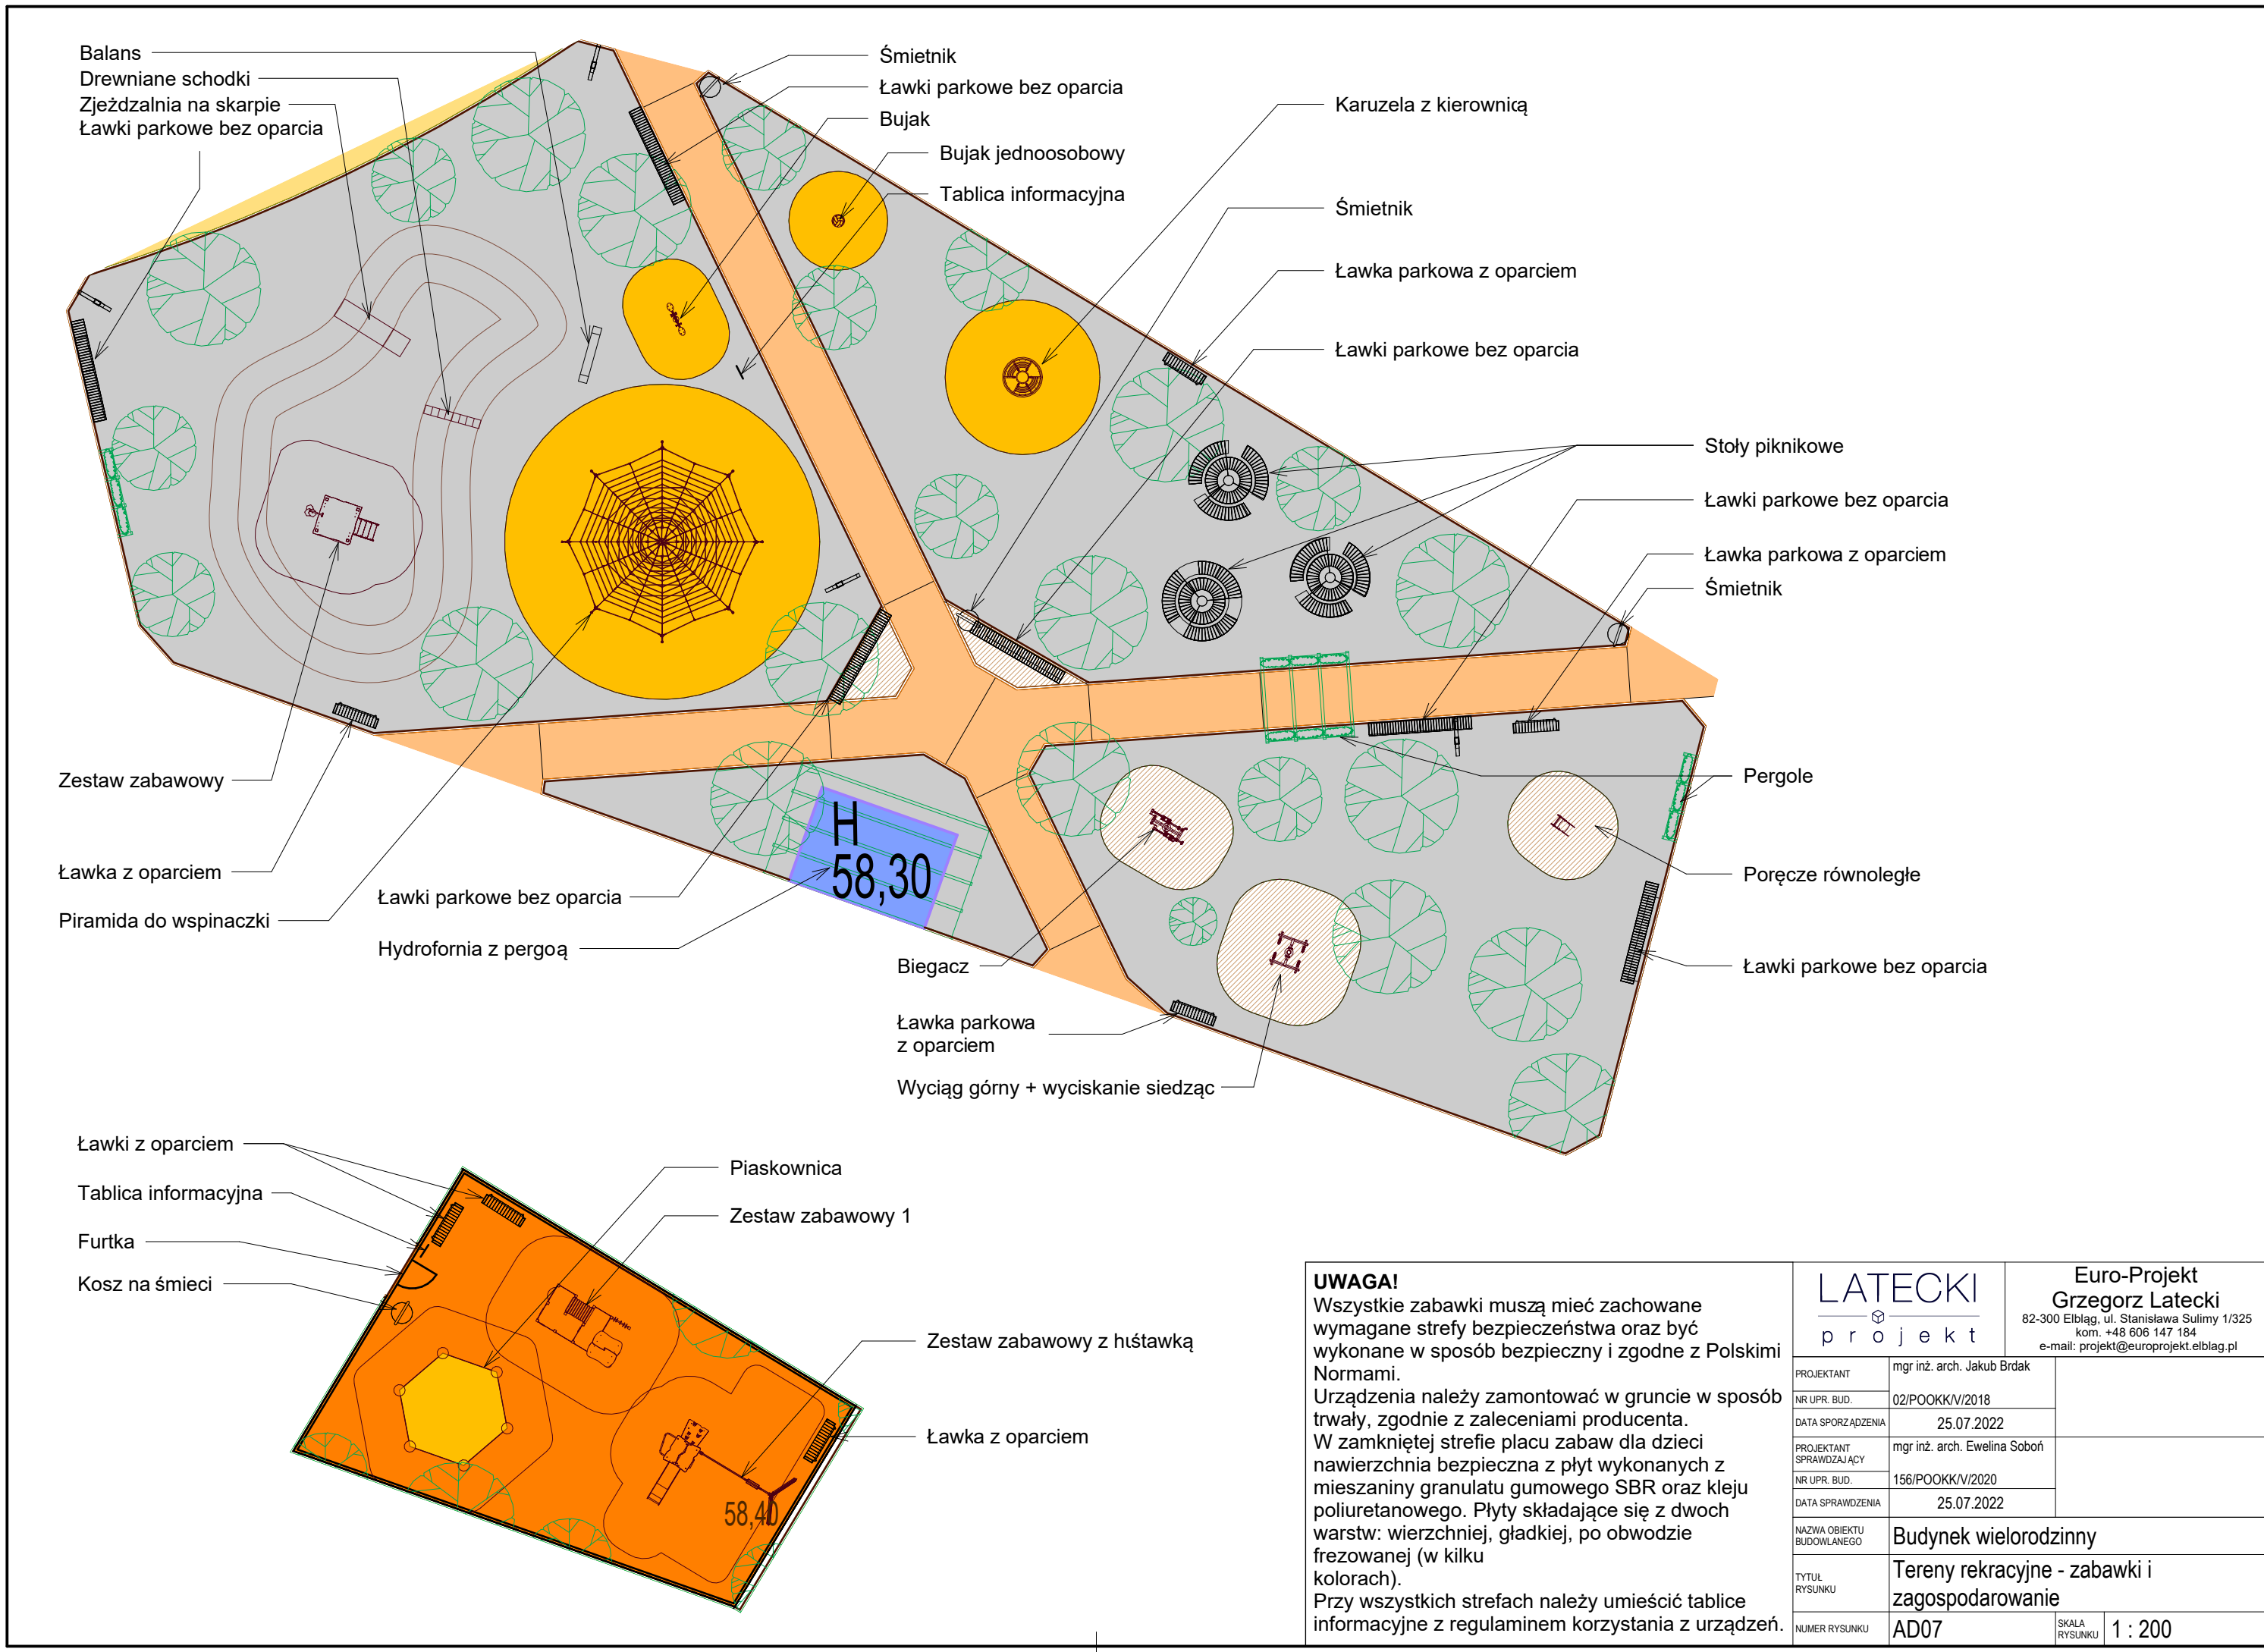 Balans
Drewniane schodki
Zjeżdzalnia na skarpie
Ławki parkowe bez oparcia
Śmietnik
Ławki parkowe bez oparcia
Bujak
Bujak jednoosobowy
Tablica informacyjna
Karuzela z kierownicą
Śmietnik
Ławka parkowa z oparciem
Ławki parkowe bez oparcia
Stoły piknikowe
Ławki parkowe bez oparcia
Ławka parkowa z oparciem
Śmietnik
Zestaw zabawowy
Ławka z oparciem
Piramida do wspinaczki
Ławki parkowe bez oparcia
Hydrofornia z pergoą
H
58,30
Pergole
Poręcze równoległe
Ławki parkowe bez oparcia
Biegacz
Ławka parkowa
z oparciem
Wyciąg górny + wyciskanie siedząc
Ławki z oparciem
Tablica informacyjna
Furtka
Kosz na śmieci
Piaskownica
Zestaw zabawowy 1
Zestaw zabawowy z huśtawką
Ławka z oparciem
58,40
UWAGA!
Wszystkie zabawki muszą mieć zachowane
wymagane strefy bezpieczeństwa oraz być
wykonane w sposób bezpieczny i zgodne z Polskimi
Normami.
Urządzenia należy zamontować w gruncie w sposób
trwały, zgodnie z zaleceniami producenta.
W zamkniętej strefie placu zabaw dla dzieci
nawierzchnia bezpieczna z płyt wykonanych z
mieszaniny granulatu gumowego SBR oraz kleju
poliuretanowego. Płyty składające się z dwoch
warstw: wierzchniej, gładkiej, po obwodzie
frezowanej (w kilku
kolorach).
Przy wszystkich strefach należy umieścić tablice
informacyjne z regulaminem korzystania z urządzeń.
LATECKI
projekt
Euro-Projekt
Grzegorz Latecki
82-300 Elbląg, ul. Stanisława Sulimy 1/325
kom. +48 606 147 184
e-mail: projekt@europrojekt.elblag.pl
PROJEKTANT
mgr inż. arch. Jakub Brdak
NR UPR. BUD.
02/POOKK/V/2018
DATA SPORZĄDZENIA
25.07.2022
PROJEKTANT
SPRAWDZAJĄCY
mgr inż. arch. Ewelina Soboń
NR UPR. BUD.
156/POOKK/V/2020
DATA SPRAWDZENIA
25.07.2022
NAZWA OBIEKTU
BUDOWLANEGO
Budynek wielorodzinny
TYTUŁ
RYSUNKU
Tereny rekracyjne - zabawki i
zagospodarowanie
NUMER RYSUNKU
AD07
SKALA
RYSUNKU
1 : 200